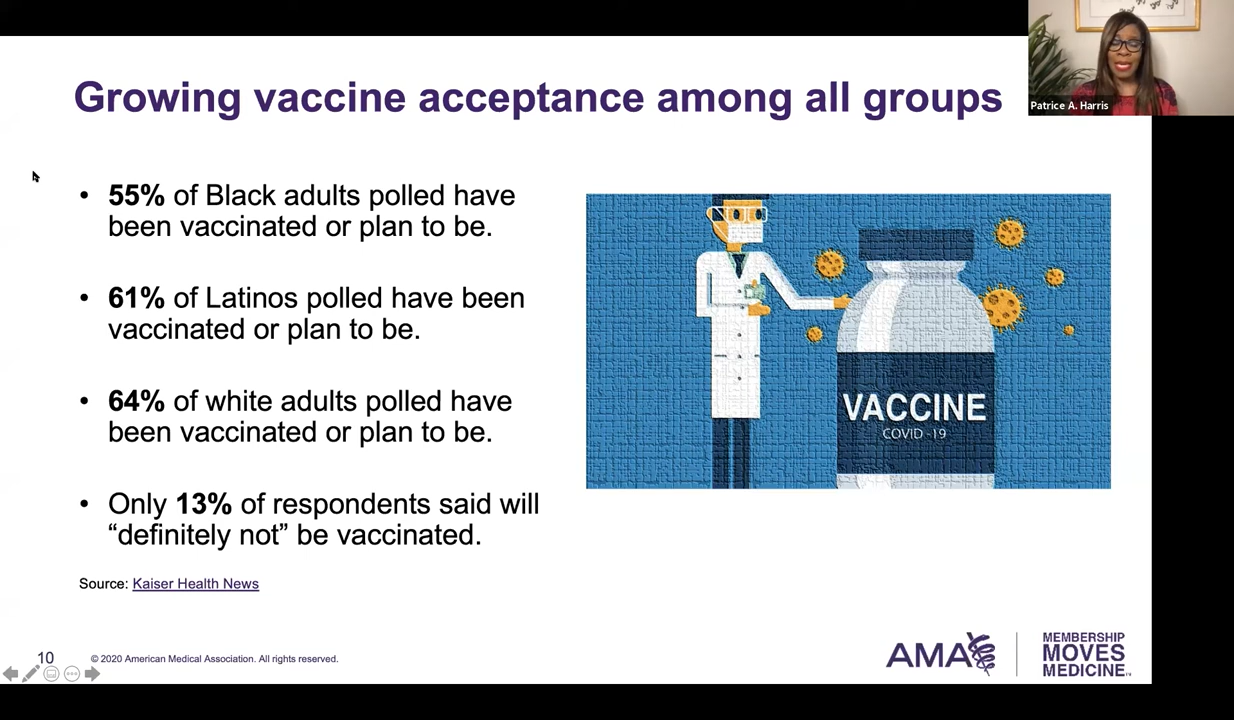 Growing vaccine acceptance among all groups
Patrice A. Harris
• 55% of Black adults polled have
been vaccinated or plan to be.
• 61% of Latinos polled have been
vaccinated or plan to be.
• 64% of white adults polled have
been vaccinated or plan to be.
• Only 13% of respondents said will
“definitely not” be vaccinated.
Source: Kaiser Health News
VACCINE
COVID -19
10
© 2020 American Medical Association. All rights reserved.
AMA
MEMBERSHIP
MOVES
MEDICINE™